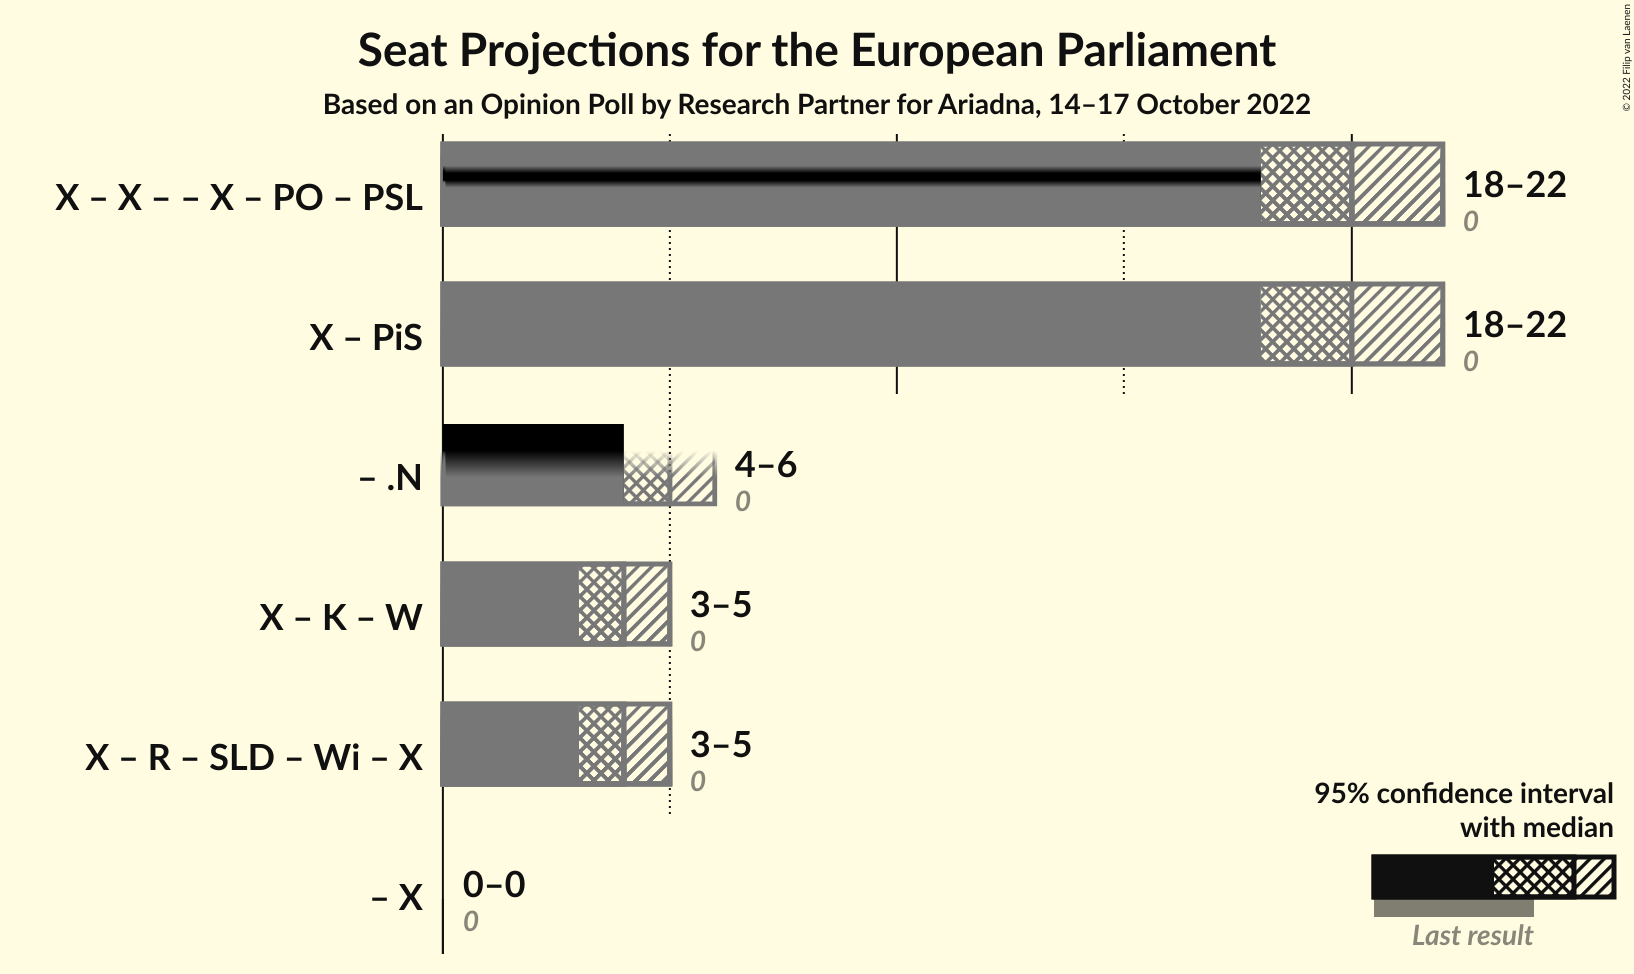 Seat Projections for the European Parliament
Based on an Opinion Poll by Research Partner for Ariadna, 14–17 October 2022
© 2022 Filip van Laenen
X – X – – X – PO – PSL
18–22
0
X – PiS
18–22
0
– .N
4–6
0
X – K – W
3–5
0
X – R – SLD – Wi – X
3–5
0
– X
0–0
0
95% confidence interval
with median
Last result